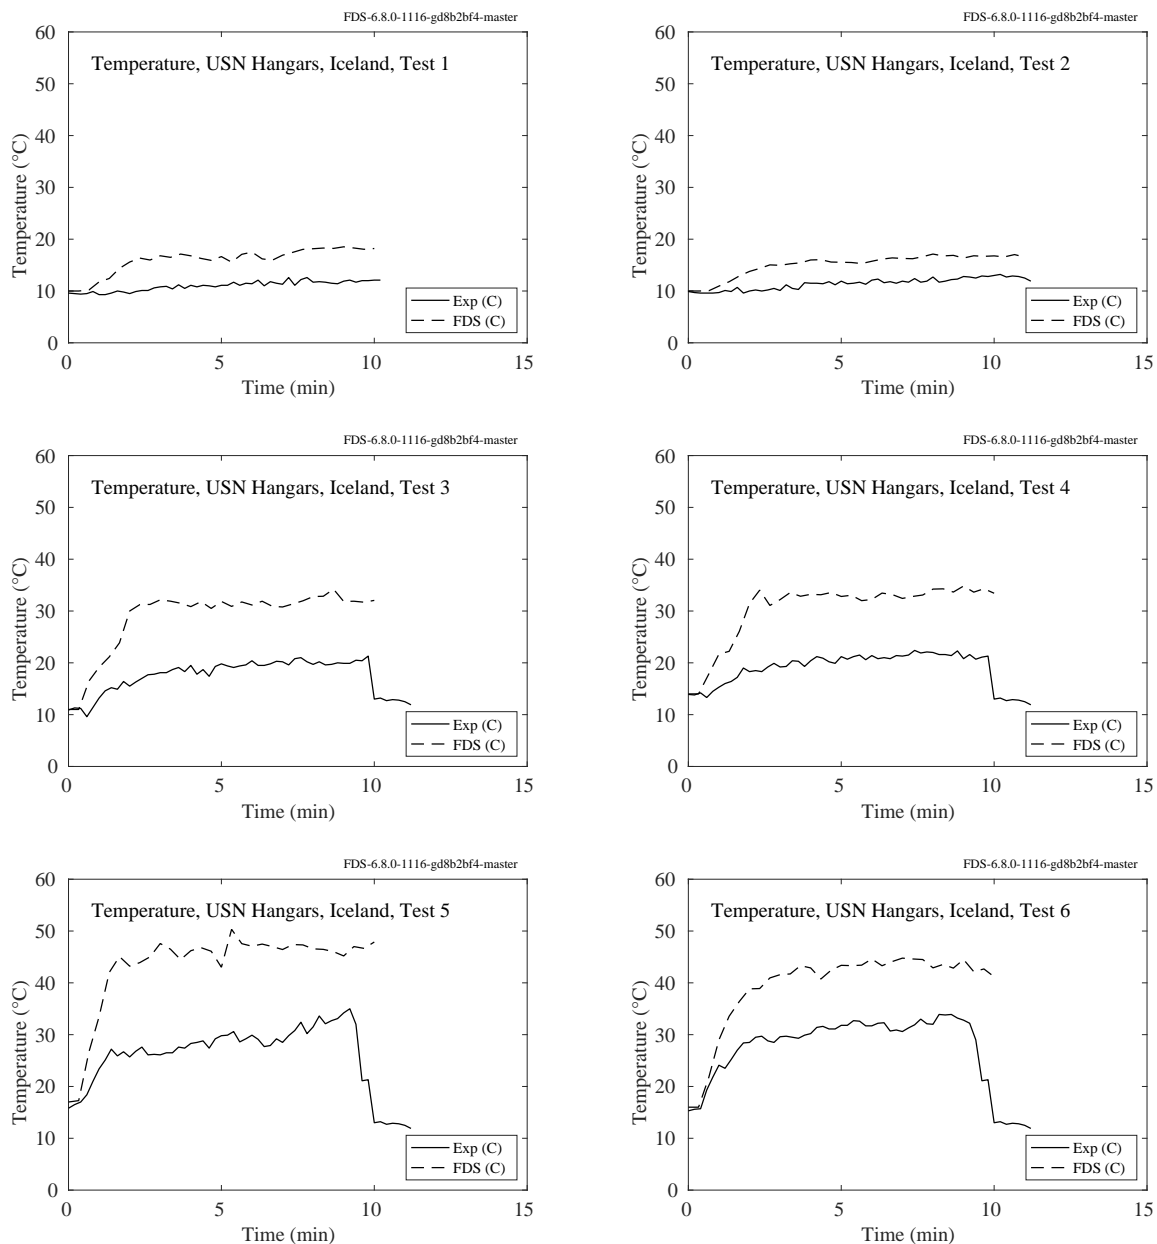 FDS-6.8.0-1116-gd8b2bf4-master
Temperature, USN Hangars, Iceland, Test 1
60
50
40
30
20
10
0
Temperature (°C)
Exp (C)
FDS (C)
0 5 10 15
Time (min)
FDS-6.8.0-1116-gd8b2bf4-master
Temperature, USN Hangars, Iceland, Test 2
60
50
40
30
20
10
0
Temperature (°C)
Exp (C)
FDS (C)
0 5 10 15
Time (min)
FDS-6.8.0-1116-gd8b2bf4-master
Temperature, USN Hangars, Iceland, Test 3
60
50
40
30
20
10
0
Temperature (°C)
Exp (C)
FDS (C)
0 5 10 15
Time (min)
FDS-6.8.0-1116-gd8b2bf4-master
Temperature, USN Hangars, Iceland, Test 4
60
50
40
30
20
10
0
Temperature (°C)
Exp (C)
FDS (C)
0 5 10 15
Time (min)
FDS-6.8.0-1116-gd8b2bf4-master
Temperature, USN Hangars, Iceland, Test 5
60
50
40
30
20
10
0
Temperature (°C)
Exp (C)
FDS (C)
0 5 10 15
Time (min)
FDS-6.8.0-1116-gd8b2bf4-master
Temperature, USN Hangars, Iceland, Test 6
60
50
40
30
20
10
0
Temperature (°C)
Exp (C)
FDS (C)
0 5 10 15
Time (min)